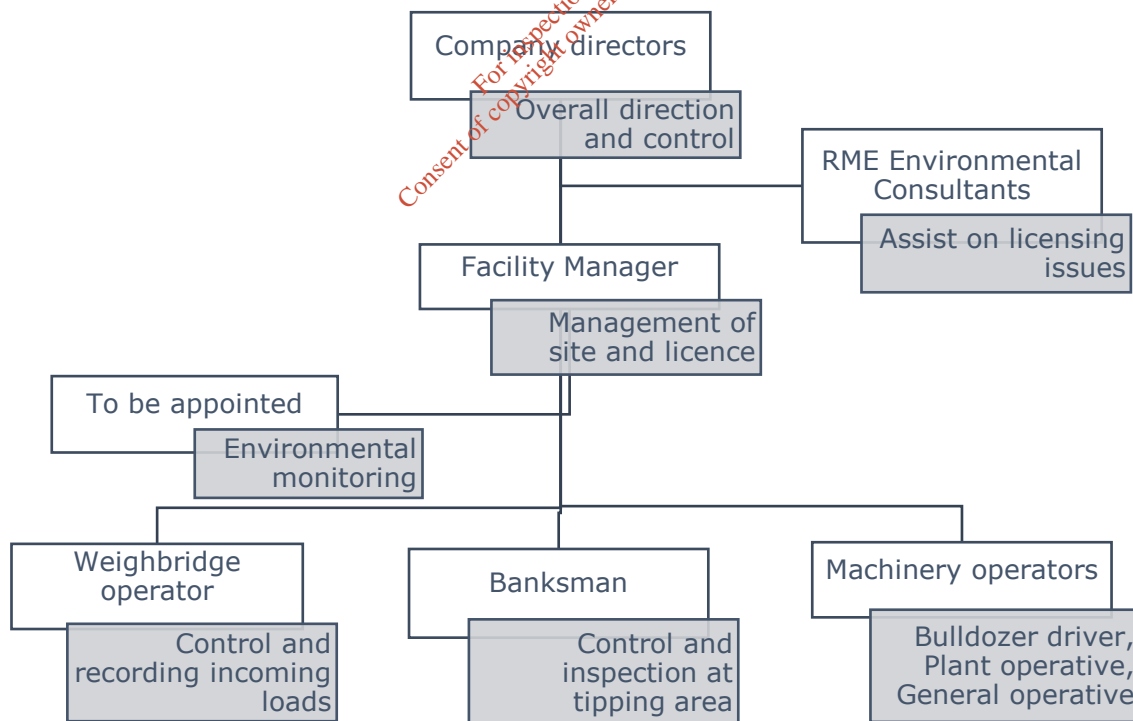 For inspection
Consent of copyright owner
Company directors
Overall direction
and control
RME Environmental
Consultants
Assist on licensing
issues
Facility Manager
Management of
site and licence
To be appointed
Environmental
monitoring
Weighbridge
operator
Control and
recording incoming
loads
Banksman
Control and
inspection at
tipping area
Machinery operators
Bulldozer driver,
Plant operative,
General operative